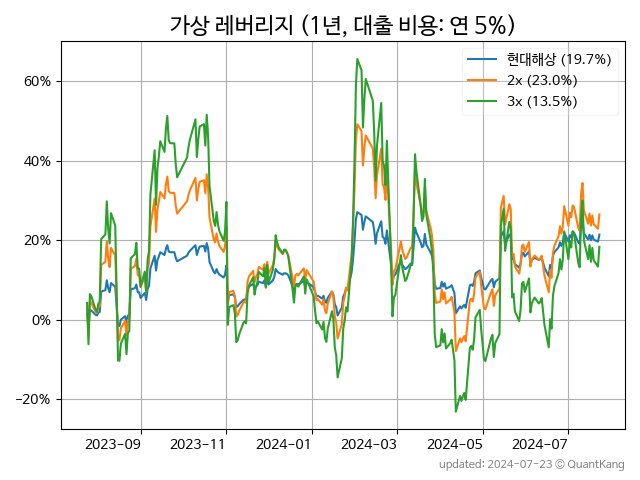 가상 레버리지 (1년, 대출 비용: 연 5%)
현대해상 (19.7%)
2x (23.0%)
3x (13.5%)
60%
40%
20%
0%
−20%
2023-09 2023-11 2024-01 2024-03 2024-05 2024-07
updated: 2024-07-23 © QuantKang